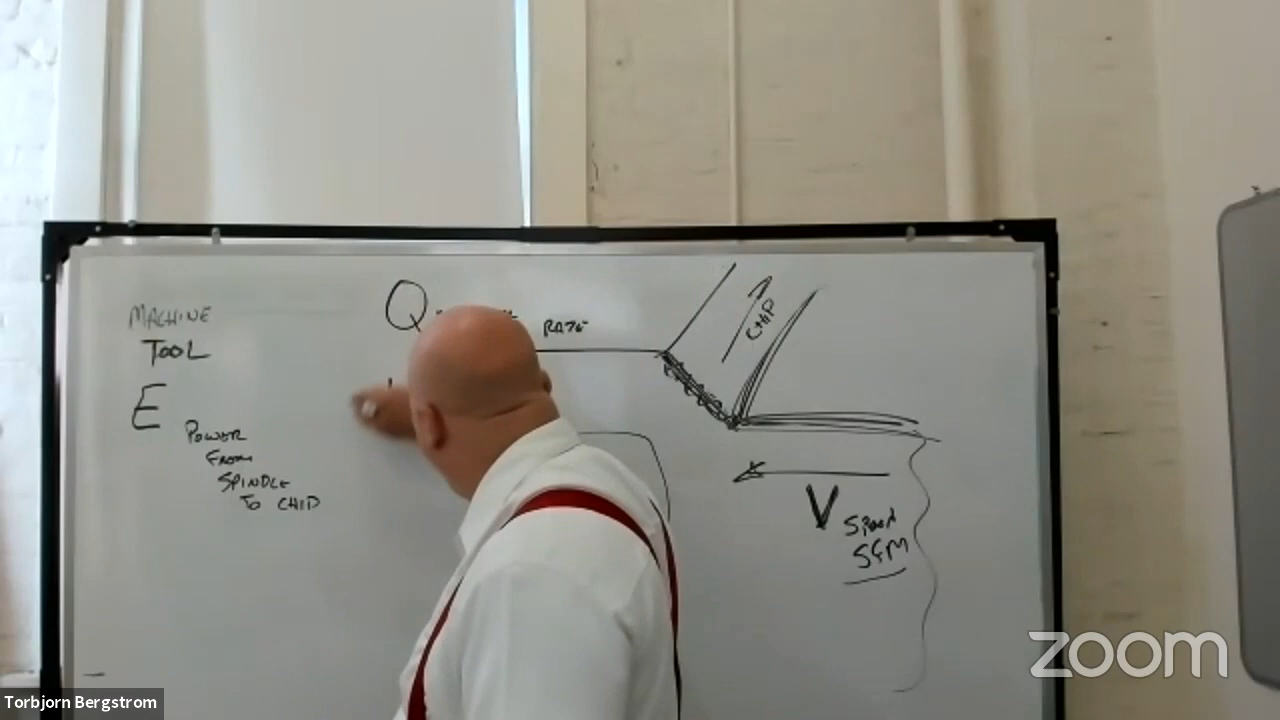 MACHINE
TOOL
E
POWER
FROM
SPINDLE
TO CHIP
Q
RATE
CHIP
V
SPEED
SFM
zoom
Torbjorn Bergstrom